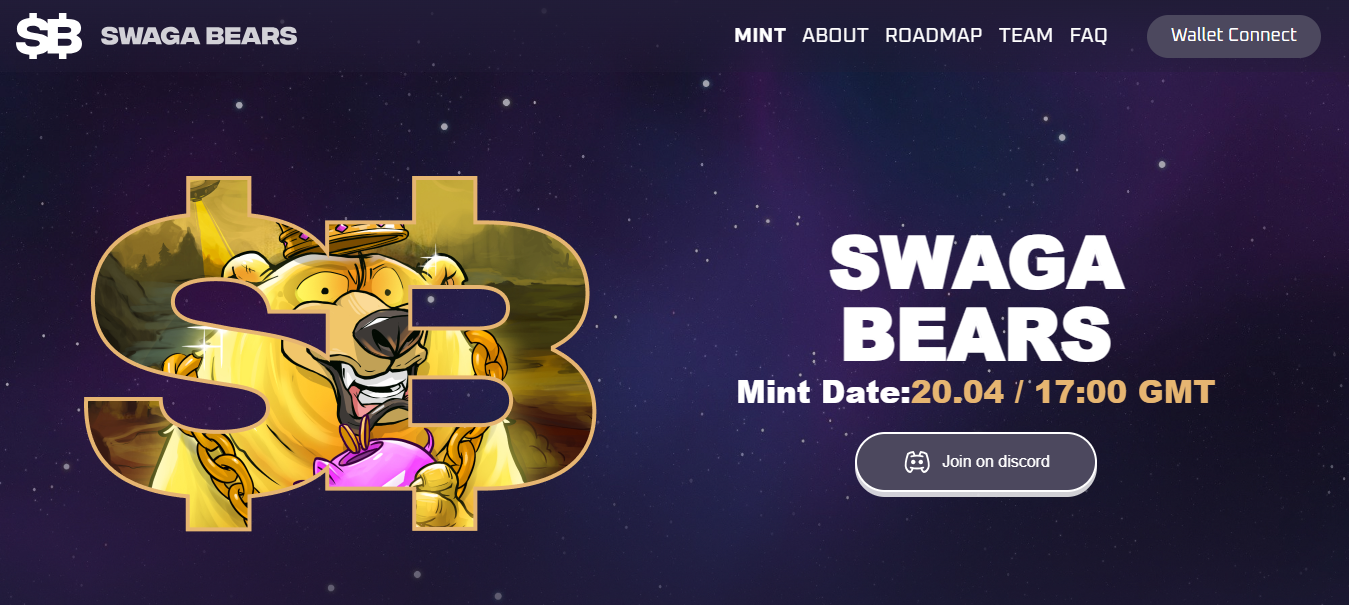 $B SWAGA BEARS
MINT ABOUT ROADMAP TEAM FAQ Wallet Connect
$B
SWAGA
BEARS
Mint Date:20.04 / 17:00 GMT
Join on discord